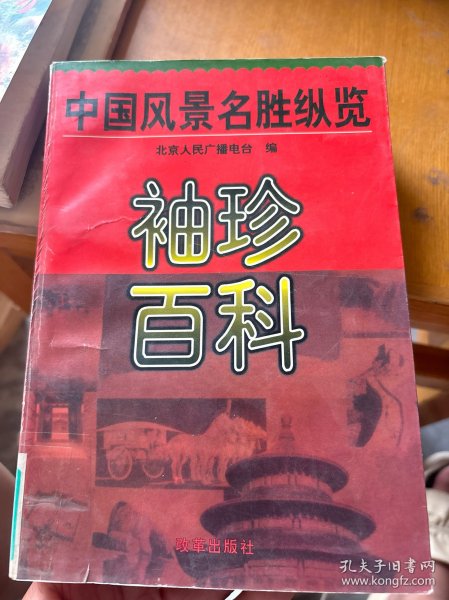 中国风景名胜纵览
北京人民广播电台 编
袖珍
百科
改革出版社
孔夫子旧书网
www.kongfz.com